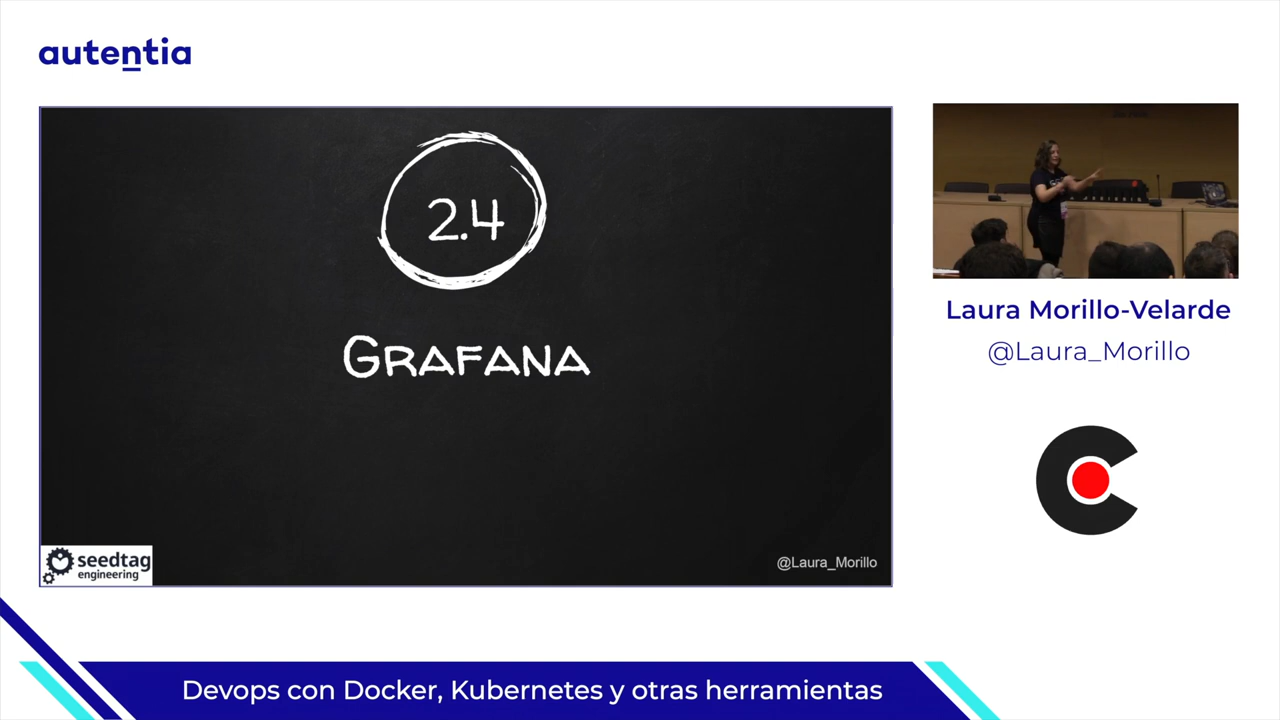 autentia
2.4
Grafana
seedtag
engineering
@Laura_Morillo
Laura Morillo-Velarde
@Laura_Morillo
Devops con Docker, Kubernetes y otras herramientas